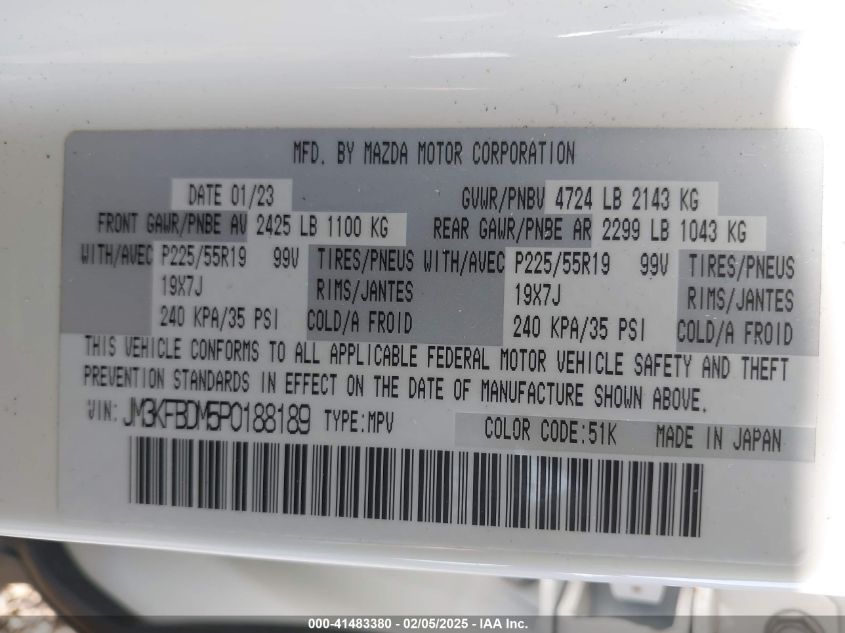 MFD. BY MAZDA MOTOR CORPORATION
DATE 01/23 GVWR/PNBV 4724 LB 2143 KG
FRONT GAWR/PNBE AV 2425 LB 1100 KG REAR GAWR/PNBE AR 2299 LB 1043 KG
WITH/AVEC P225/55R19 99V TIRES/PNEUS WITH/AVEC P225/55R19 99V TIRES/PNEUS
19X7J RIMS/JANTES 19X7J RIMS/JANTES
240 KPA/35 PSI COLD/A FROID 240 KPA/35 PSI COLD/A FROID
THIS VEHICLE CONFORMS TO ALL APPLICABLE FEDERAL MOTOR VEHICLE SAFETY AND THEFT
PREVENTION STANDARDS IN EFFECT ON THE DATE OF MANUFACTURE SHOWN ABOVE.
VIN: JM3KFBDM5P0188189 TYPE:MPV COLOR CODE:51K MADE IN JAPAN
000-41483380 - 02/05/2025 - IAA Inc.